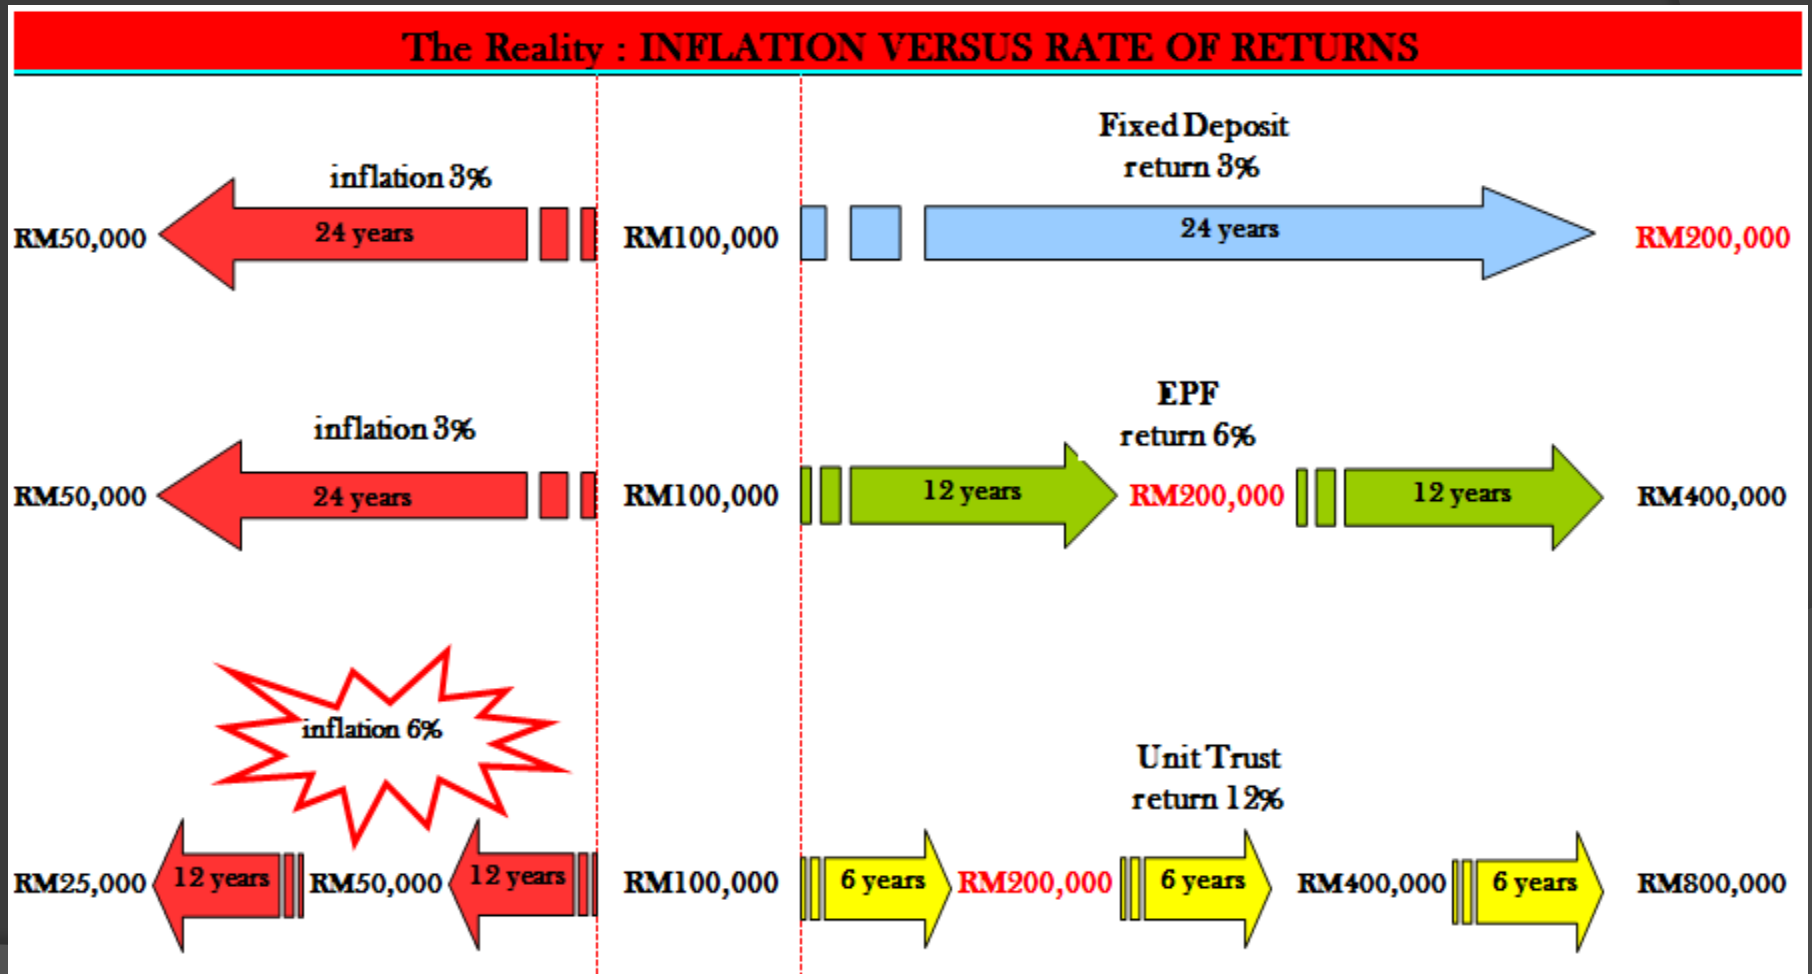 The Reality : INFLATION VERSUS RATE OF RETURNS
Fixed Deposit
return 3%
inflation 3%
RM50,000 24 years RM100,000 24 years RM200,000
EPF
return 6%
inflation 3%
RM50,000 24 years RM100,000 12 years RM200,000 12 years RM400,000
inflation 6%
Unit Trust
return 12%
RM25,000 12 years RM50,000 12 years RM100,000 6 years RM200,000 6 years RM400,000 6 years RM800,000